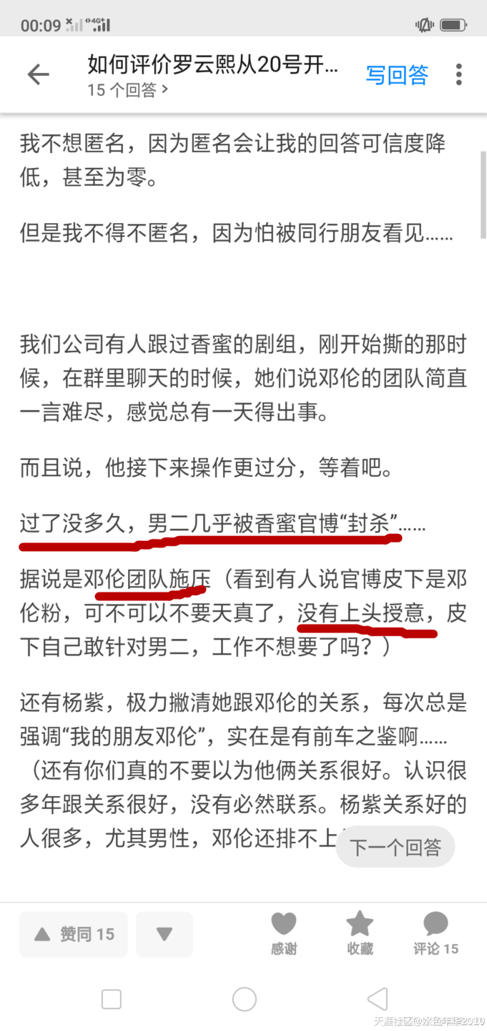 00:09 4G+
如何评价罗云熙从20号开...
15 个回答 >
写回答
我不想匿名，因为匿名会让我的回答可信度降
低，甚至为零。
但是我不得不匿名，因为怕被同行朋友看见……
我们公司有人跟过香蜜的剧组，刚开始撕的那时
候，在群里聊天的时候，她们说邓伦的团队简直
一言难尽，感觉总有一天得出事。
而且说，他接下来操作更过分，等着吧。
过了没多久，男二几乎被香蜜官博“封杀”……
据说是邓伦团队施压（看到有人说官博皮下是邓
伦粉，可不可以不要天真了，没有上头授意，皮
下自己敢针对男二，工作不想要了吗？）
还有杨紫，极力撇清她跟邓伦的关系，每次总是
强调“我的朋友邓伦”，实在是有前车之鉴啊……
（还有你们真的不要以为他俩关系很好。认识很
多年跟关系很好，没有必然联系。杨紫关系好的
人很多，尤其男性，邓伦还排不上
下一个回答
赞同 15
感谢
收藏
评论 15
天涯社区@水色年华2010